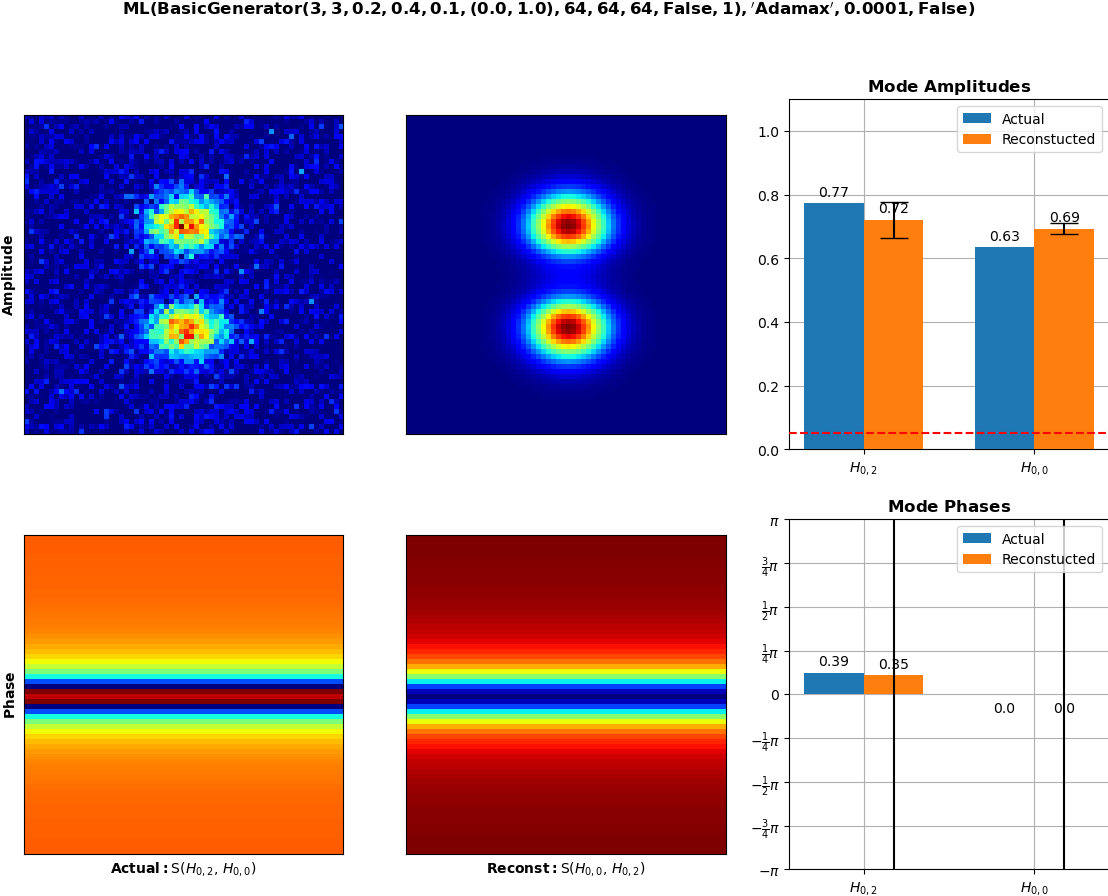 ML(BasicGenerator(3, 3, 0.2, 0.4, 0.1, (0.0, 1.0), 64, 64, 64, False, 1), ′Adamax′, 0.0001, False)
Mode Amplitudes
Amplitude
Actual
Reconstucted
1.0
0.8
0.6
0.4
0.2
0.0
0.77
0.72
0.63
0.69
H0,2
H0,0
Mode Phases
Phase
Actual
Reconstucted
π
3/4π
1/2π
1/4π
0
−1/4π
−1/2π
−3/4π
−π
0.39
0.35
0.0
0.0
H0,2
H0,0
Actual: S(H0,2, H0,0)
Reconst: S(H0,0, H0,2)